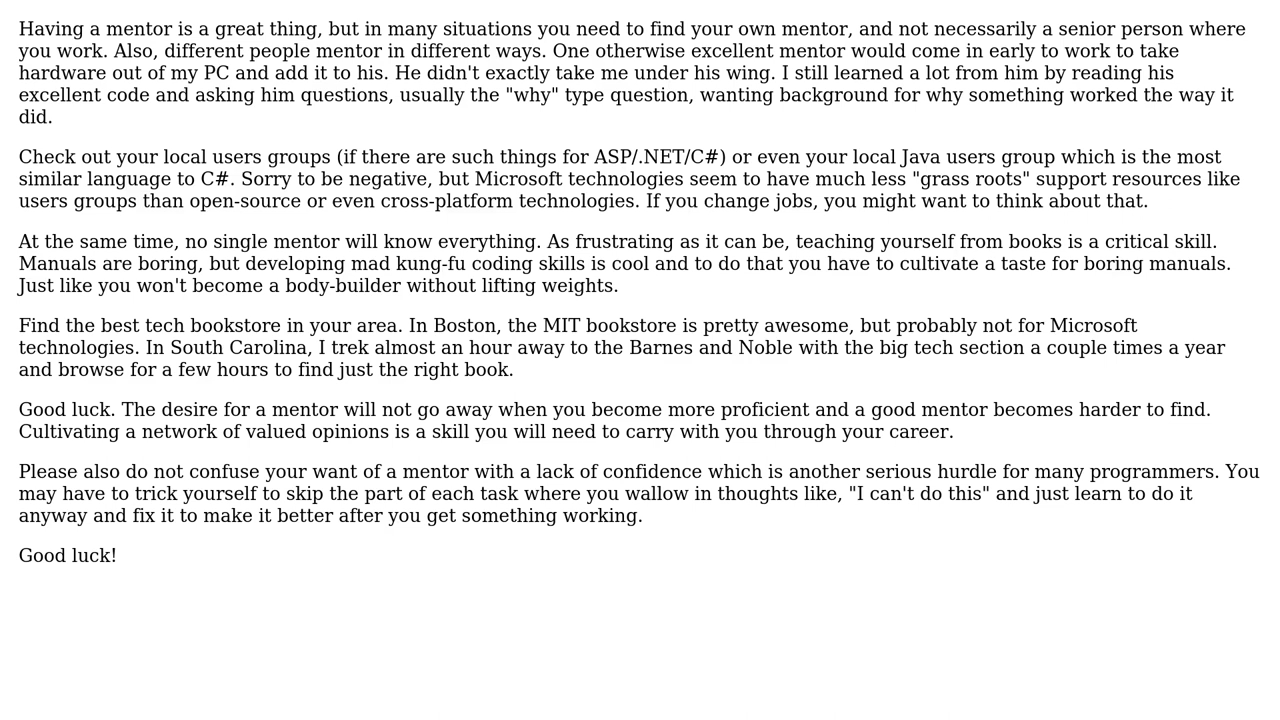 Having a mentor is a great thing, but in many situations you need to find your own mentor, and not necessarily a senior person where
you work. Also, different people mentor in different ways. One otherwise excellent mentor would come in early to work to take
hardware out of my PC and add it to his. He didn't exactly take me under his wing. I still learned a lot from him by reading his
excellent code and asking him questions, usually the "why" type question, wanting background for why something worked the way it
did.
Check out your local users groups (if there are such things for ASP/.NET/C#) or even your local Java users group which is the most
similar language to C#. Sorry to be negative, but Microsoft technologies seem to have much less "grass roots" support resources like
users groups than open-source or even cross-platform technologies. If you change jobs, you might want to think about that.
At the same time, no single mentor will know everything. As frustrating as it can be, teaching yourself from books is a critical skill.
Manuals are boring, but developing mad kung-fu coding skills is cool and to do that you have to cultivate a taste for boring manuals.
Just like you won't become a body-builder without lifting weights.
Find the best tech bookstore in your area. In Boston, the MIT bookstore is pretty awesome, but probably not for Microsoft
technologies. In South Carolina, I trek almost an hour away to the Barnes and Noble with the big tech section a couple times a year
and browse for a few hours to find just the right book.
Good luck. The desire for a mentor will not go away when you become more proficient and a good mentor becomes harder to find.
Cultivating a network of valued opinions is a skill you will need to carry with you through your career.
Please also do not confuse your want of a mentor with a lack of confidence which is another serious hurdle for many programmers. You
may have to trick yourself to skip the part of each task where you wallow in thoughts like, "I can't do this" and just learn to do it
anyway and fix it to make it better after you get something working.
Good luck!